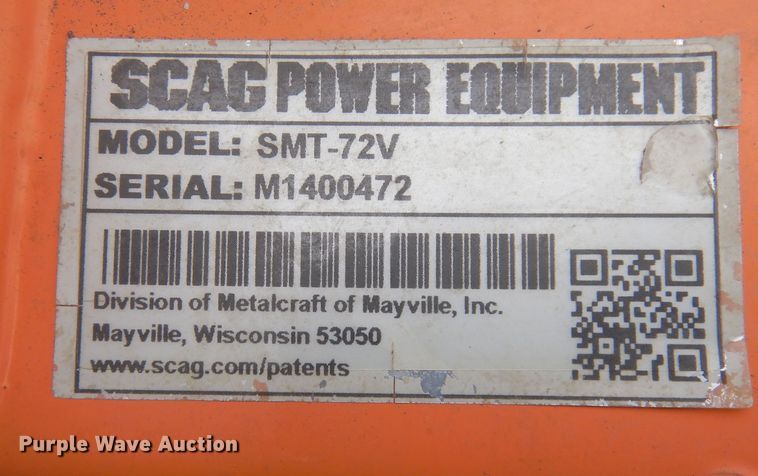 SCAG POWER EQUIPMENT
MODEL: SMT-72V
SERIAL: M1400472
Division of Metalcraft of Mayville, Inc.
Mayville, Wisconsin 53050
www.scag.com/patents
Purple Wave Auction